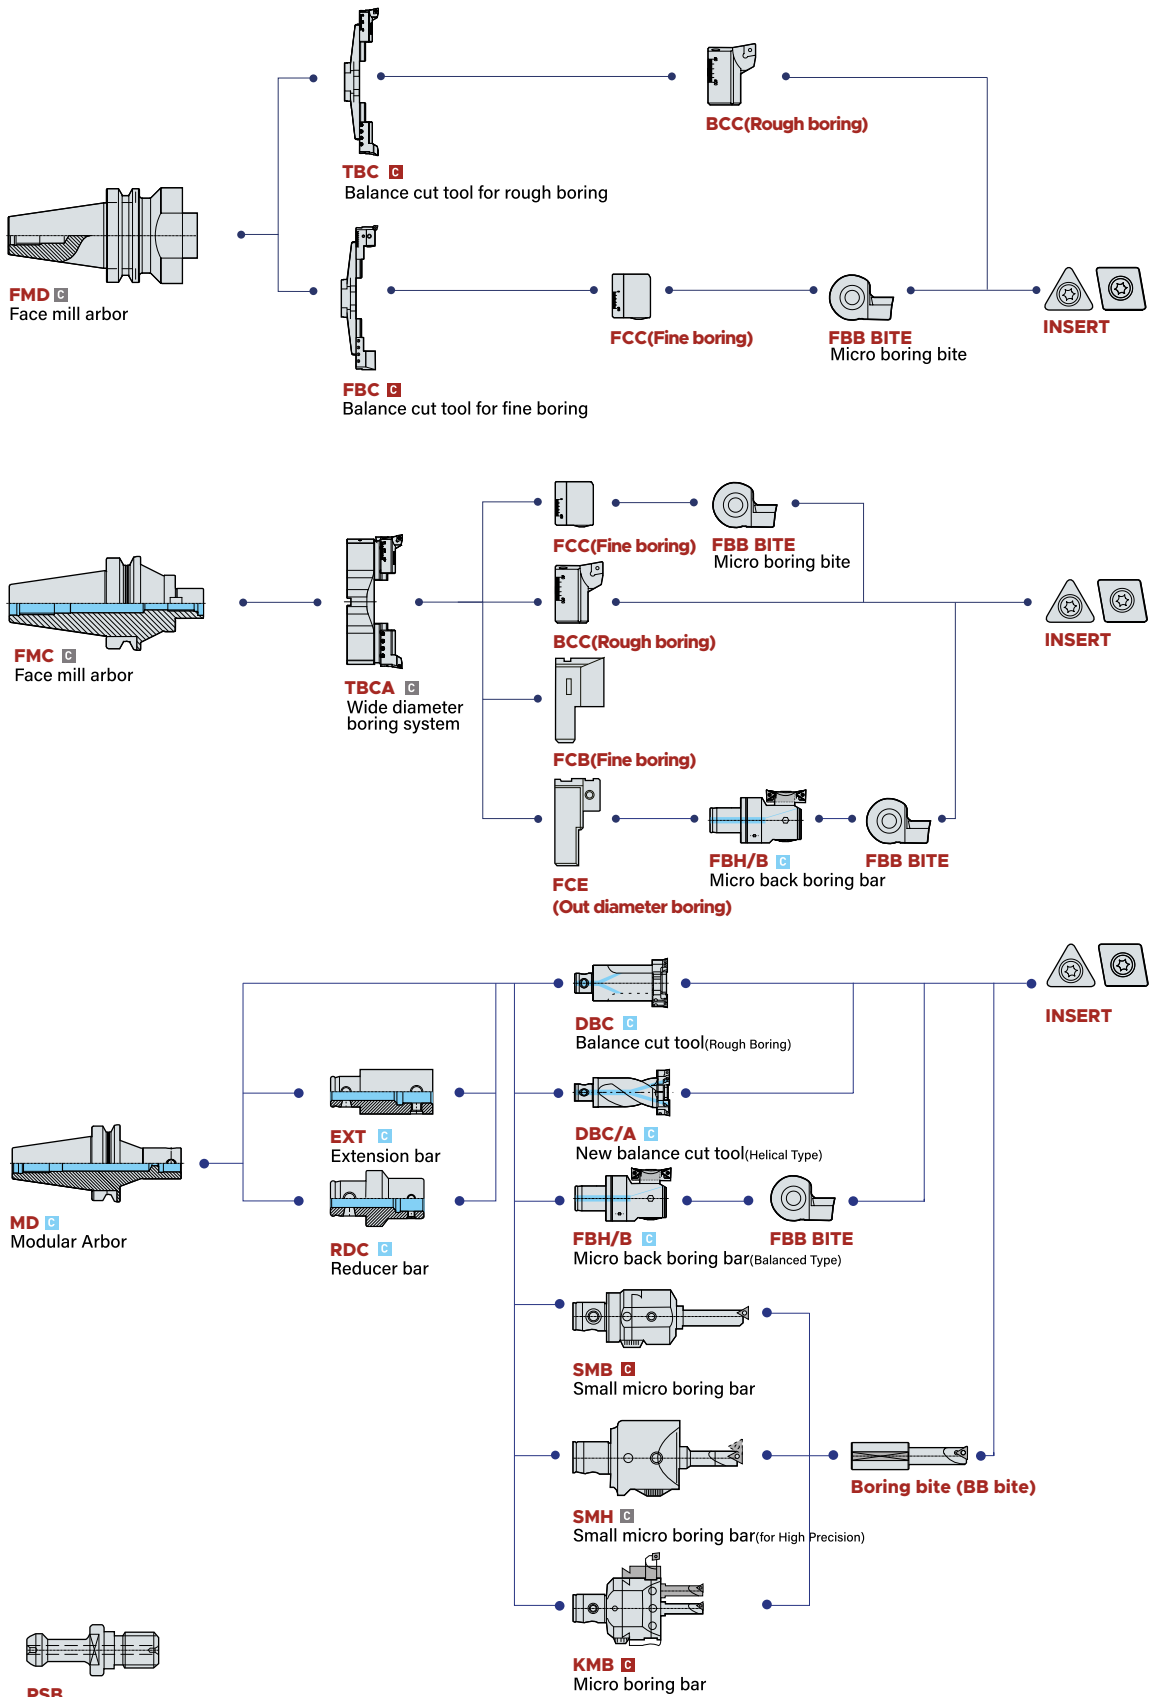 BCC(Rough boring)
TBC C
Balance cut tool for rough boring
FMD C
Face mill arbor
FCC(Fine boring)
FBB BITE
Micro boring bite
INSERT
FBC C
Balance cut tool for fine boring
FCC(Fine boring)
FBB BITE
Micro boring bite
BCC(Rough boring)
INSERT
FMC C
Face mill arbor
TBCA C
Wide diameter
boring system
FCB(Fine boring)
FBH/B C
Micro back boring bar
FBB BITE
FCE
(Out diameter boring)
INSERT
DBC C
Balance cut tool(Rough Boring)
EXT C
Extension bar
DBC/A C
New balance cut tool(Helical Type)
MD C
Modular Arbor
RDC C
Reducer bar
FBH/B C
Micro back boring bar(Balanced Type)
FBB BITE
SMB C
Small micro boring bar
Boring bite (BB bite)
SMH C
Small micro boring bar(for High Precision)
KMB C
Micro boring bar
PSB